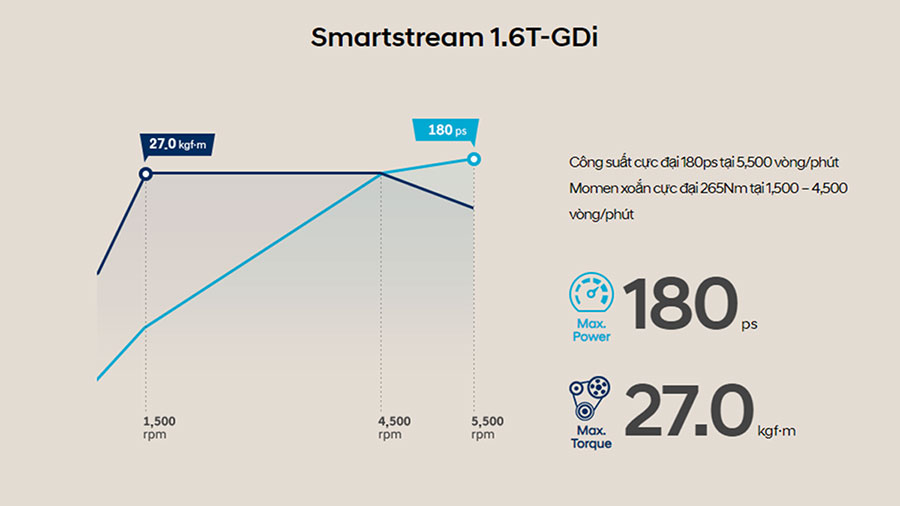 Smartstream 1.6T-GDi
27.0 kgf·m
180 ps
Công suất cực đại 180ps tại 5,500 vòng/phút
Momen xoắn cực đại 265Nm tại 1,500 – 4,500
vòng/phút
Max.
Power
180 ps
Max.
Torque
27.0 kgf·m
1,500
rpm
4,500
rpm
5,500
rpm